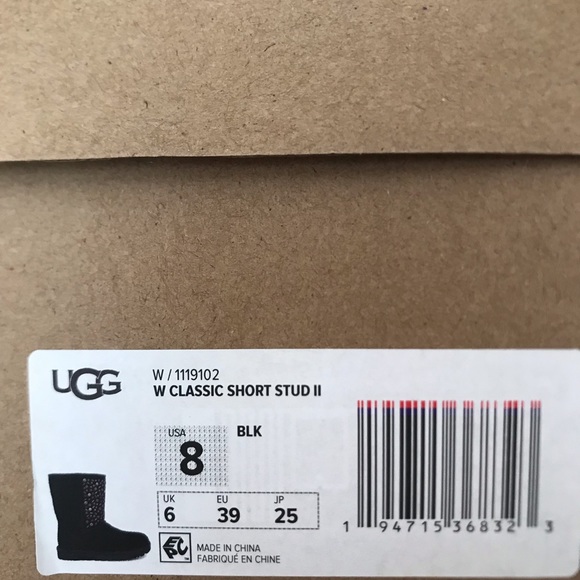 UGG
W / 1119102
W CLASSIC SHORT STUD II
USA
8
BLK
UK EU JP
6 39 25
MADE IN CHINA
FABRIQUÉ EN CHINE
1 94715 36832 3